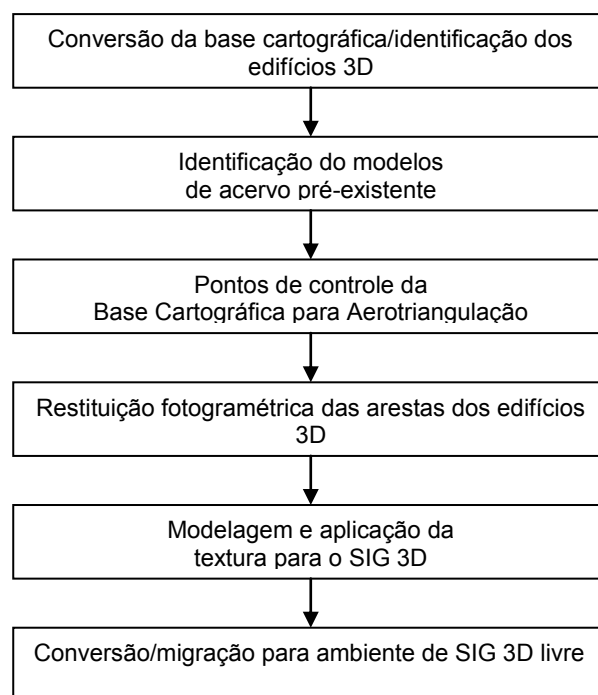 Conversão da base cartográfica/identificação dos
edifícios 3D
Identificação do modelos
de acervo pré-existente
Pontos de controle da
Base Cartográfica para Aerotriangulação
Restituição fotogramétrica das arestas dos edifícios
3D
Modelagem e aplicação da
textura para o SIG 3D
Conversão/migração para ambiente de SIG 3D livre